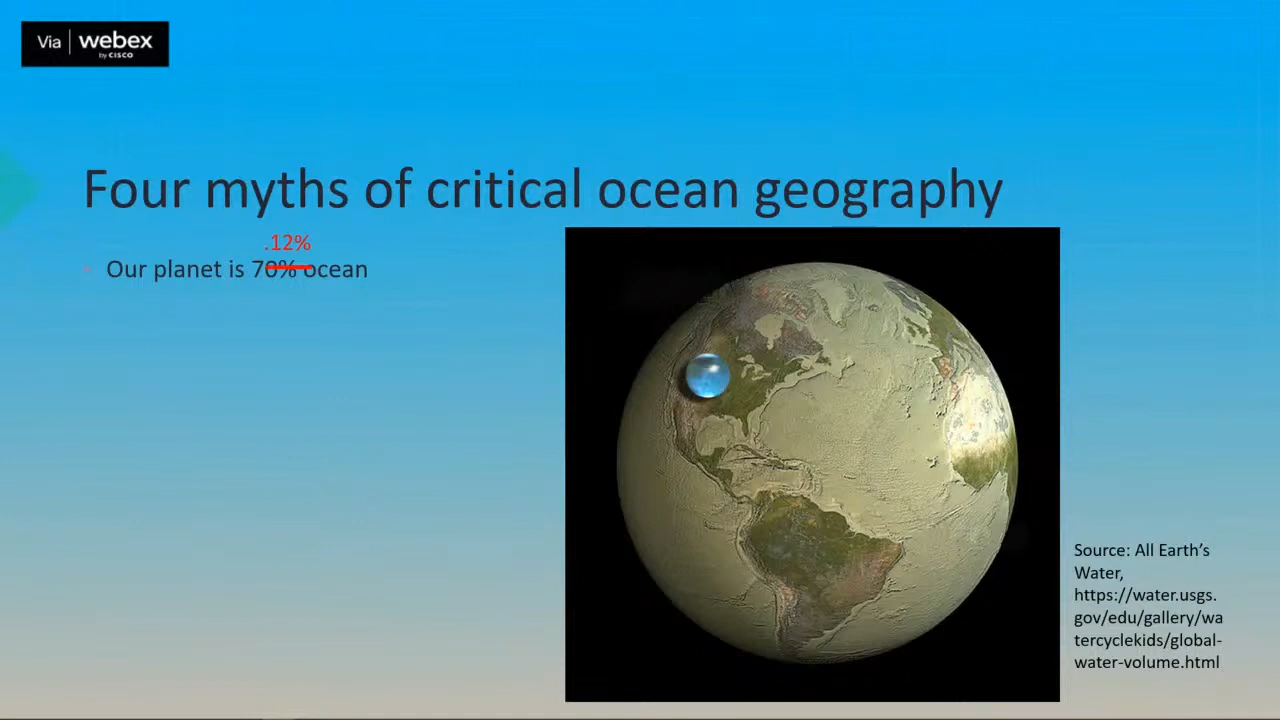 Via webex
by CISCO
Four myths of critical ocean geography
.12%
Our planet is 70% ocean
Source: All Earth’s
Water,
https://water.usgs.
gov/edu/gallery/wa
tercyclekids/global-
water-volume.html